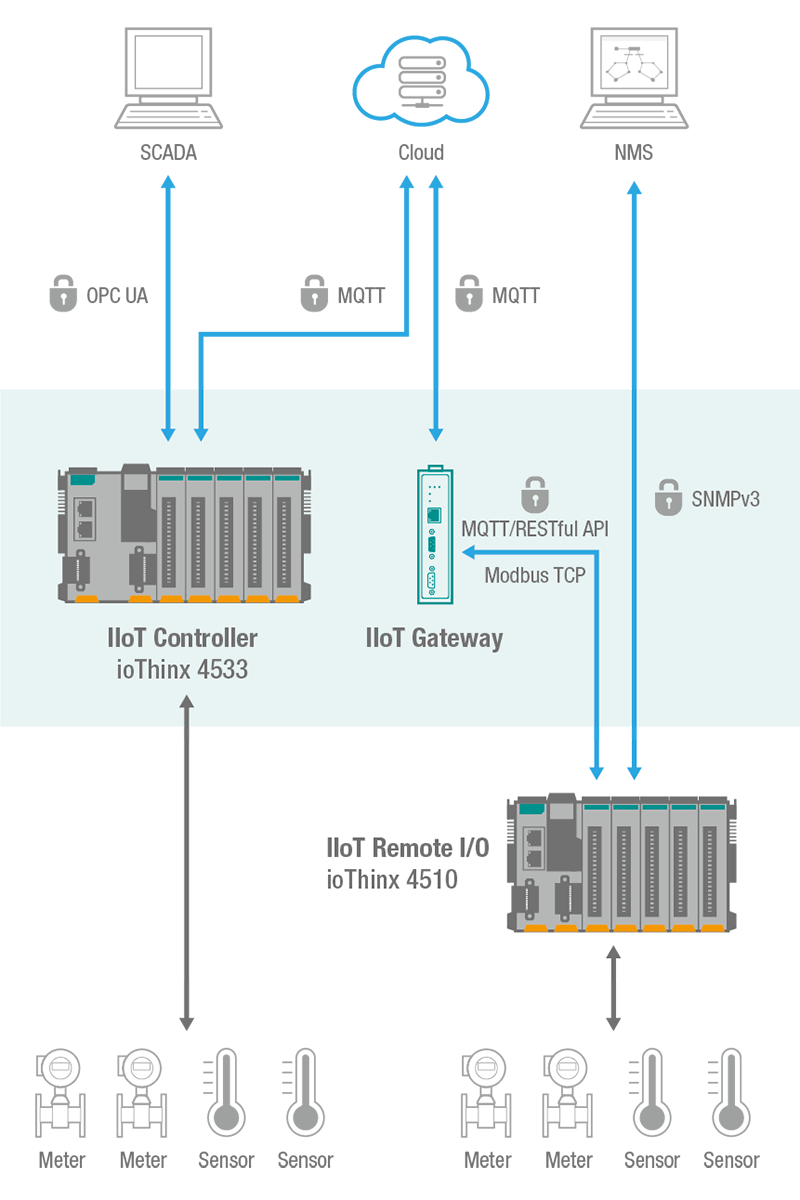 SCADA
Cloud
NMS
OPC UA
MQTT
MQTT
SNMPv3
MQTT/RESTful API
Modbus TCP
IIoT Controller
ioThinx 4533
IIoT Gateway
IIoT Remote I/O
ioThinx 4510
Meter
Meter
Sensor
Sensor
Meter
Meter
Sensor
Sensor